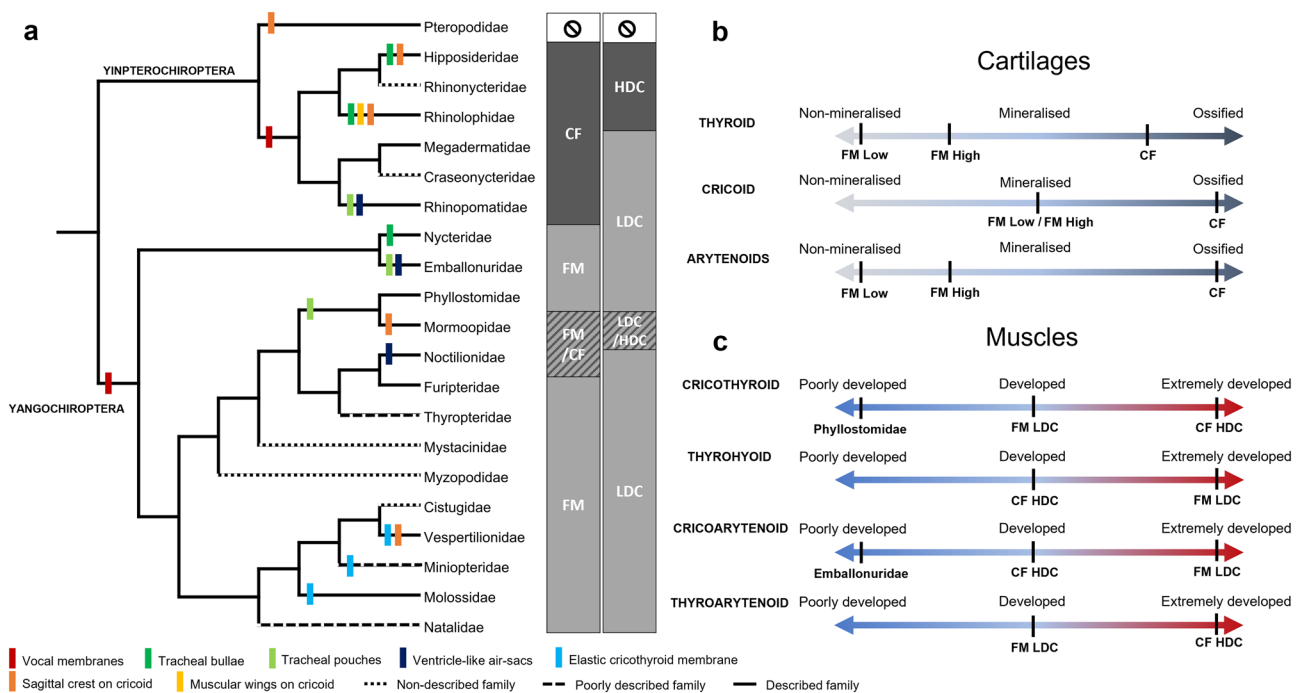 a
YINPTEROCHIROPTERA
YANGOCHIROPTERA
Pteropodidae
Hipposideridae
Rhinonycteridae
Rhinolophidae
Megadermatidae
Craseonycteridae
Rhinopomatidae
Nycteridae
Emballonuridae
Phyllostomidae
Mormoopidae
Noctilionidae
Furipteridae
Thyropteridae
Mystacinidae
Myzopodidae
Cistugidae
Vespertilionidae
Miniopteridae
Molossidae
Natalidae
CF
FM
FM
/CF
FM
HDC
LDC
LDC
/HDC
LDC
Vocal membranes
Tracheal bullae
Tracheal pouches
Ventricle-like air-sacs
Elastic cricothyroid membrane
Sagittal crest on cricoid
Muscular wings on cricoid
Non-described family
Poorly described family
Described family
b
Cartilages
THYROID
Non-mineralised Mineralised Ossified
FM Low FM High CF
CRICOID
Non-mineralised Mineralised Ossified
FM Low / FM High CF
ARYTENOIDS
Non-mineralised Mineralised Ossified
FM Low FM High CF
c
Muscles
CRICOTHYROID
Poorly developed Developed Extremely developed
Phyllostomidae FM LDC CF HDC
THYROHYOID
Poorly developed Developed Extremely developed
CF HDC FM LDC
CRICOARYTENOID
Poorly developed Developed Extremely developed
Emballonuridae CF HDC FM LDC
THYROARYTENOID
Poorly developed Developed Extremely developed
FM LDC CF HDC